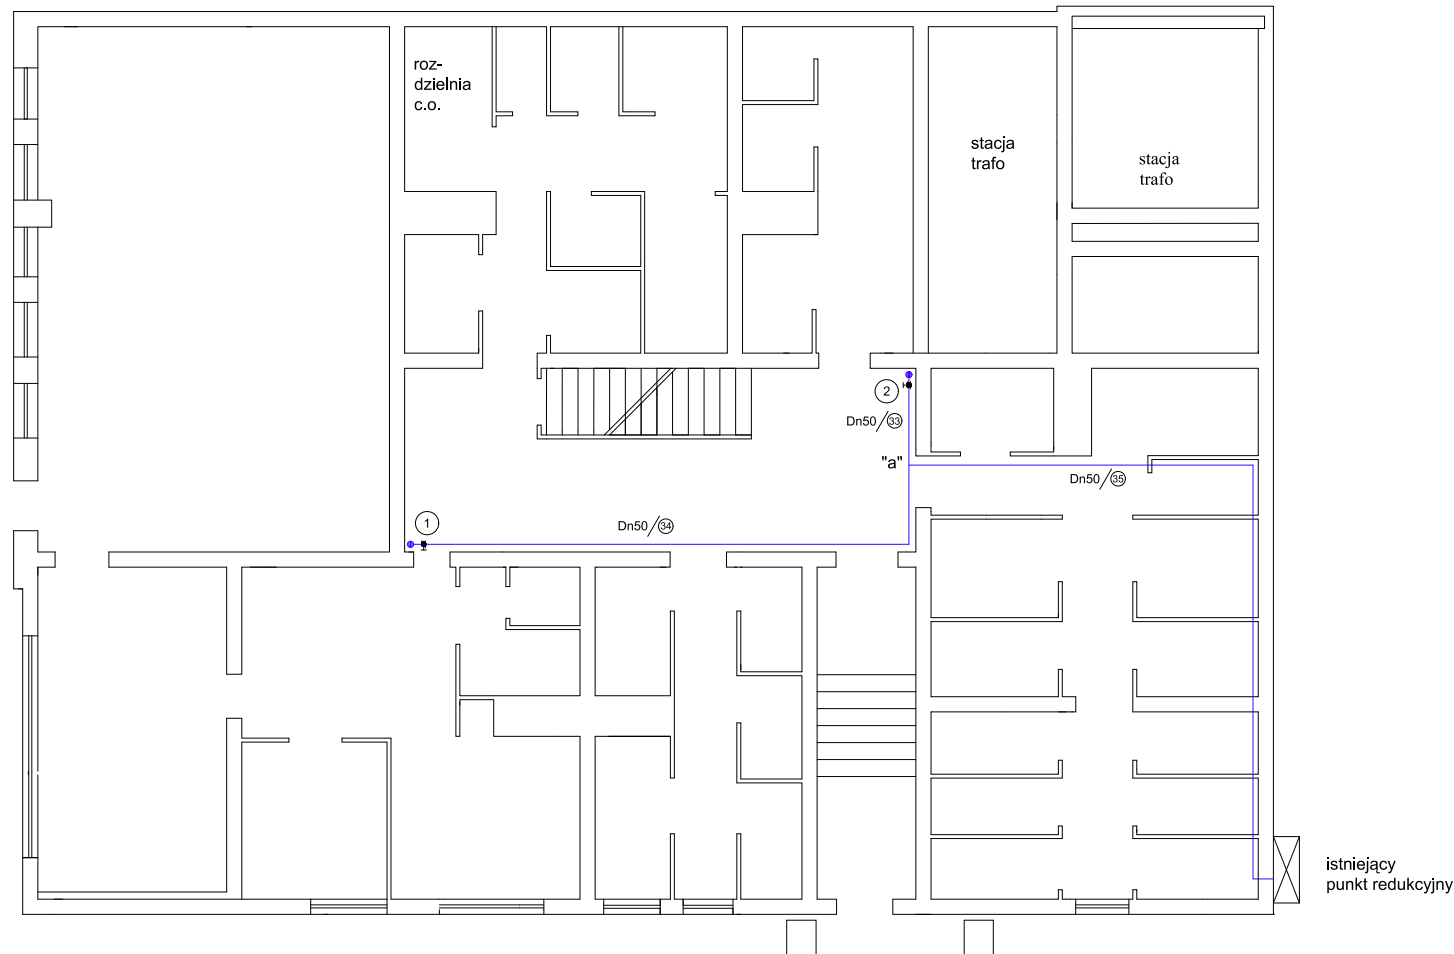 roz-
dzielnia
c.o.
stacja
trafo
stacja
trafo
2
Dn50/33
"a"
Dn50/35
1
Dn50/34
istniejący
punkt redukcyjny